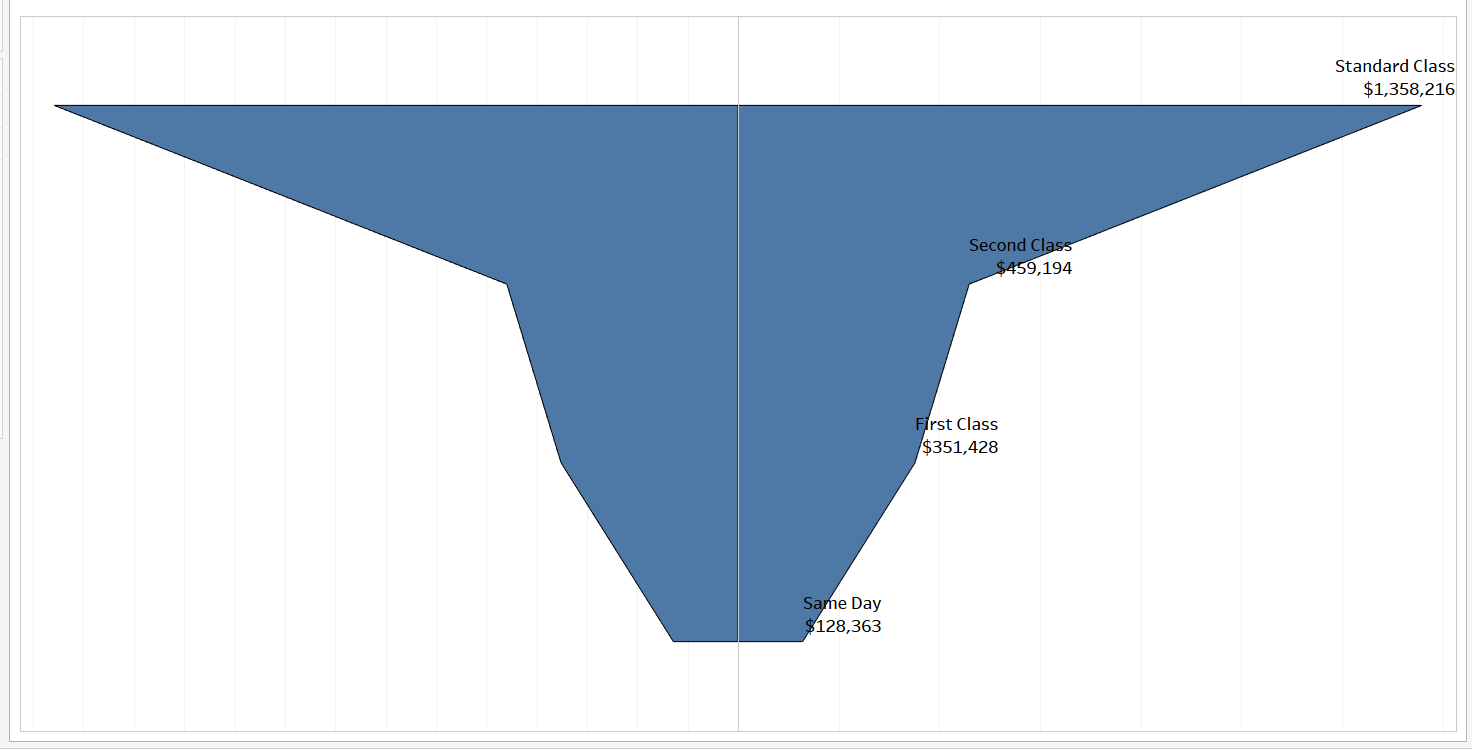 Standard Class
$1,358,216
Second Class
$459,194
First Class
$351,428
Same Day
$128,363